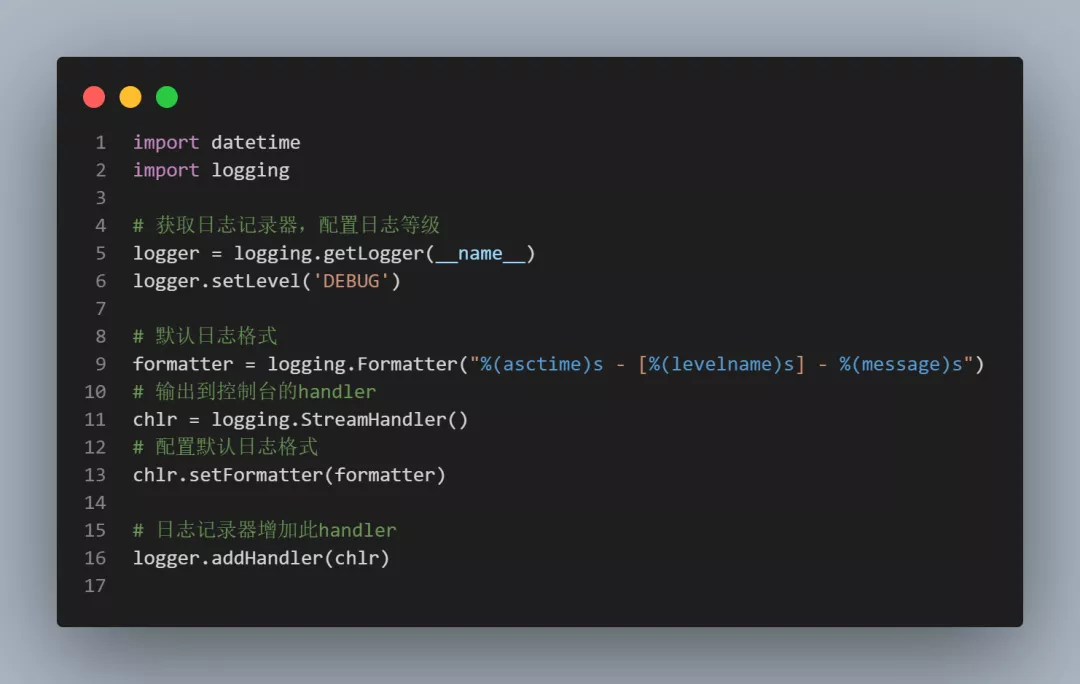 1 import datetime
2 import logging
3
4 # 获取日志记录器，配置日志等级
5 logger = logging.getLogger(__name__)
6 logger.setLevel('DEBUG')
7
8 # 默认日志格式
9 formatter = logging.Formatter("%(asctime)s - [%(levelname)s] - %(message)s")
10 # 输出到控制台的handler
11 chlr = logging.StreamHandler()
12 # 配置默认日志格式
13 chlr.setFormatter(formatter)
14
15 # 日志记录器增加此handler
16 logger.addHandler(chlr)
17